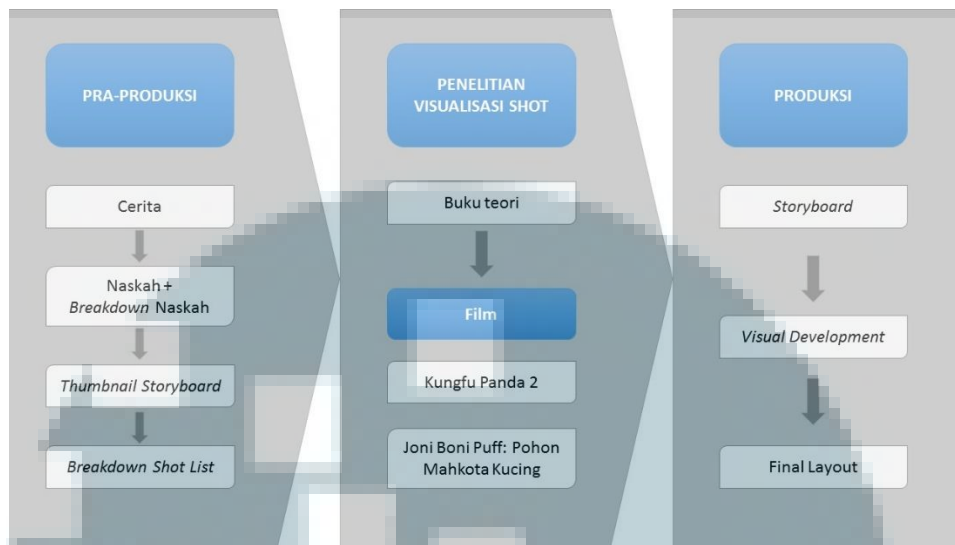 PRA-PRODUKSI
Cerita
Naskah +
Breakdown Naskah
Thumbnail Storyboard
Breakdown Shot List
PENELITIAN
VISUALISASI SHOT
Buku teori
Film
Kungfu Panda 2
Joni Boni Puff: Pohon
Mahkota Kucing
PRODUKSI
Storyboard
Visual Development
Final Layout